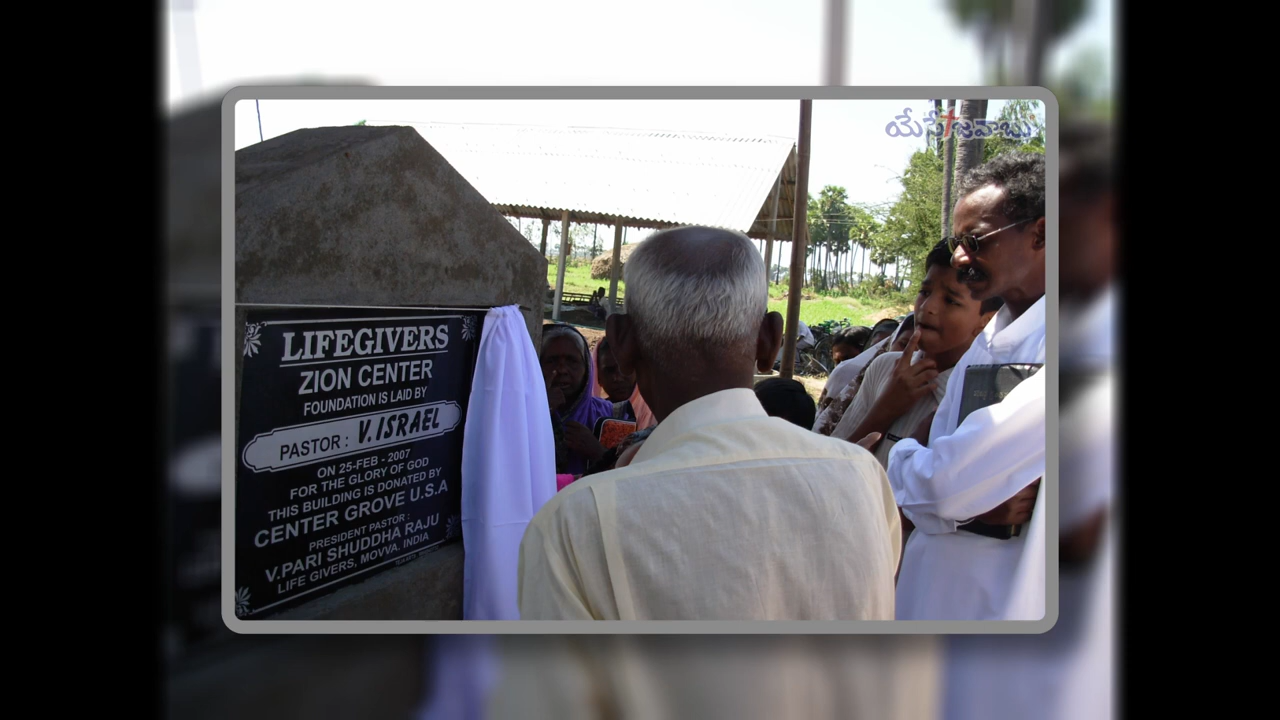 యేసే జవాబు
LIFEGIVERS
ZION CENTER
FOUNDATION IS LAID BY
PASTOR : V.ISRAEL
ON 25-FEB - 2007
FOR THE GLORY OF GOD
THIS BUILDING IS DONATED BY
CENTER GROVE U.S.A
PRESIDENT PASTOR :
V.PARI SHUDDHA RAJU
LIFE GIVERS, MOVVA. INDIA